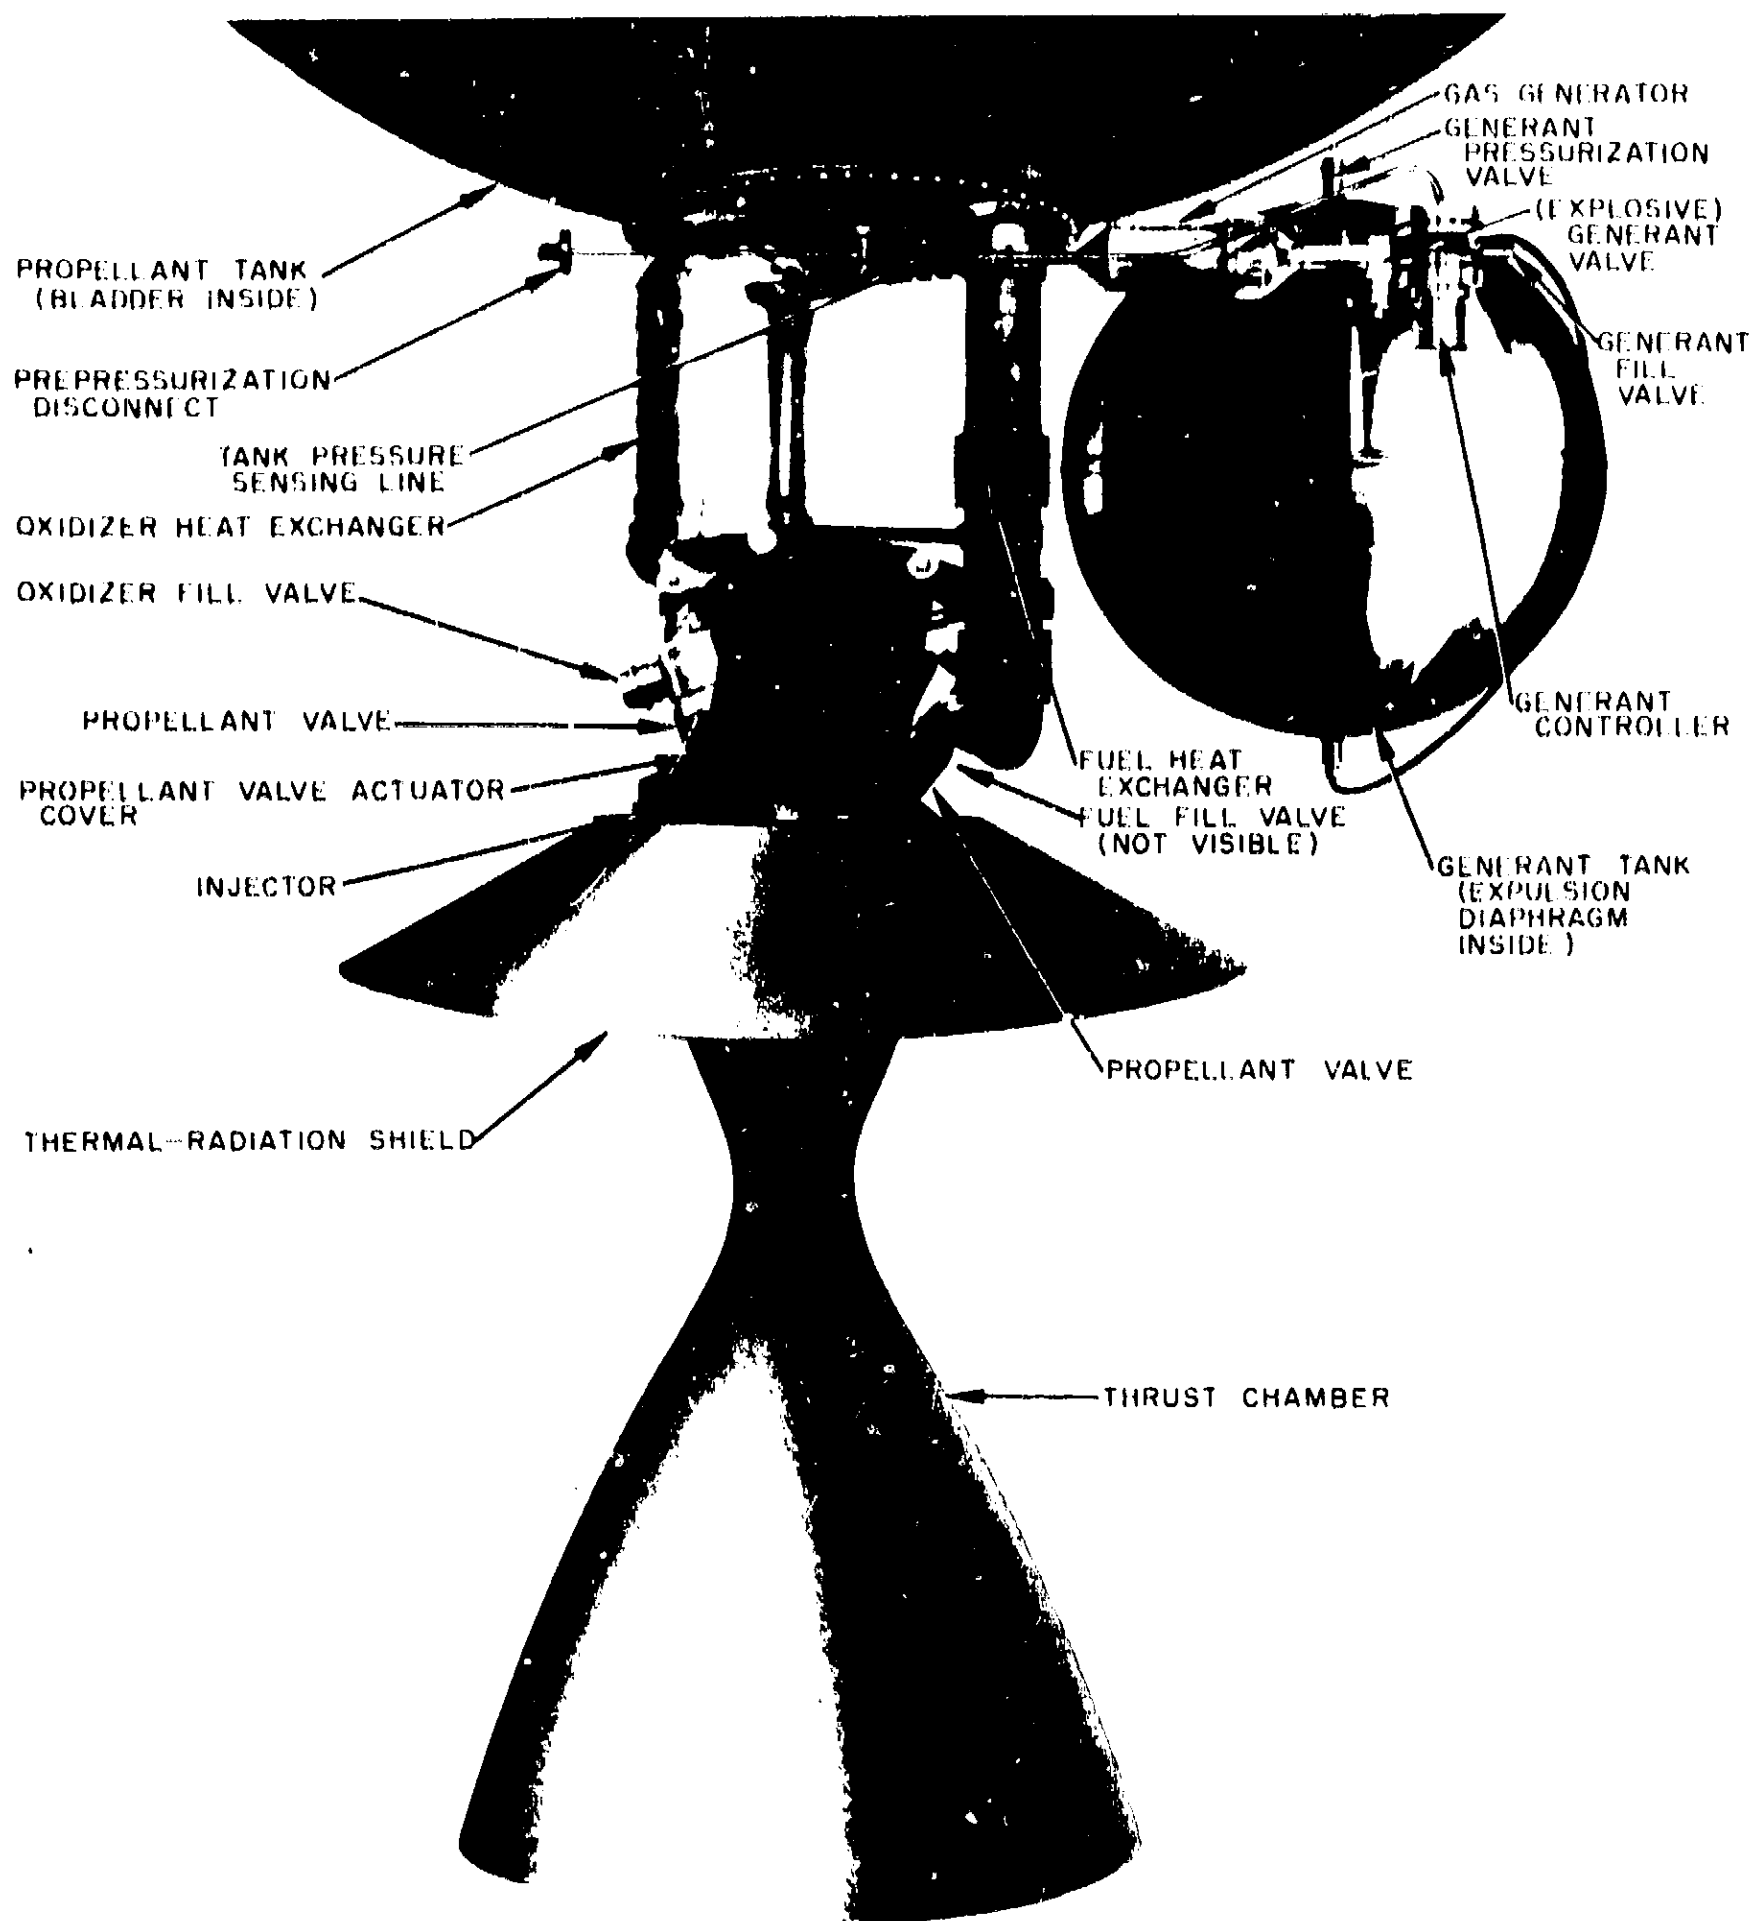 GAS GENERATOR
GENERANT
PRESSURIZATION
VALVE
(EXPLOSIVE)
GENERANT
VALVE
PROPELLANT TANK
(BLADDER INSIDE)
GENERANT
FILL
VALVE
PREPRESSURIZATION
DISCONNECT
TANK PRESSURE
SENSING LINE
OXIDIZER HEAT EXCHANGER
OXIDIZER FILL VALVE
GENERANT
CONTROLLER
PROPELLANT VALVE
FUEL HEAT
EXCHANGER
PROPELLANT VALVE ACTUATOR
COVER
FUEL FILL VALVE
(NOT VISIBLE)
INJECTOR
GENERANT TANK
(EXPULSION
DIAPHRAGM
INSIDE)
PROPELLANT VALVE
THERMAL-RADIATION SHIELD
THRUST CHAMBER